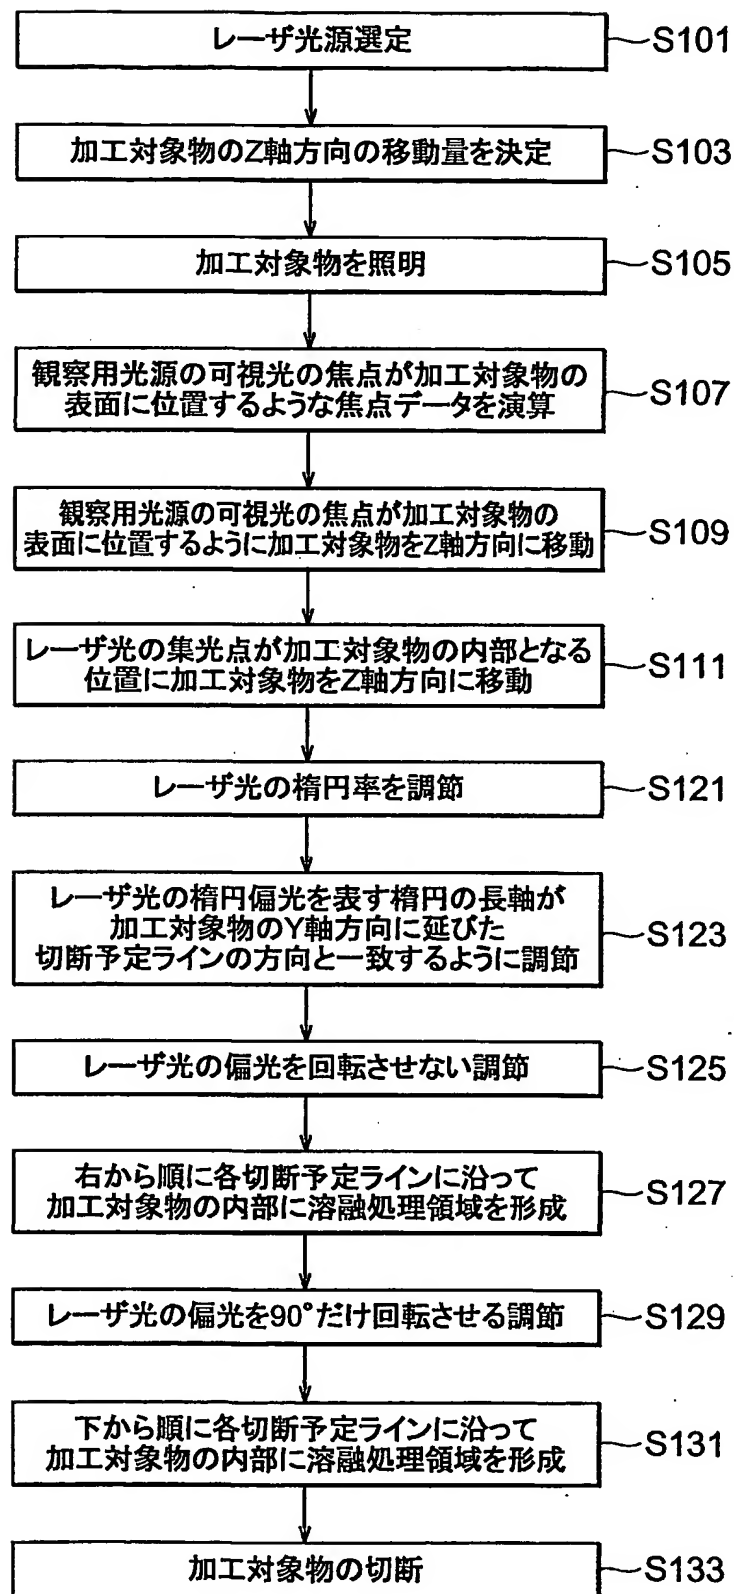 レーザ光源選定
S101
加工対象物のZ軸方向の移動量を決定
S103
加工対象物を照明
S105
観察用光源の可視光の焦点が加工対象物の
表面に位置するような焦点データを演算
S107
観察用光源の可視光の焦点が加工対象物の
表面に位置するように加工対象物をZ軸方向に移動
S109
レーザ光の集光点が加工対象物の内部となる
位置に加工対象物をZ軸方向に移動
S111
レーザ光の楕円率を調節
S121
レーザ光の楕円偏光を表す楕円の長軸が
加工対象物のY軸方向に延びた
切断予定ラインの方向と一致するように調節
S123
レーザ光の偏光を回転させない調節
S125
右から順に各切断予定ラインに沿って
加工対象物の内部に溶融処理領域を形成
S127
レーザ光の偏光を90°だけ回転させる調節
S129
下から順に各切断予定ラインに沿って
加工対象物の内部に溶融処理領域を形成
S131
加工対象物の切断
S133